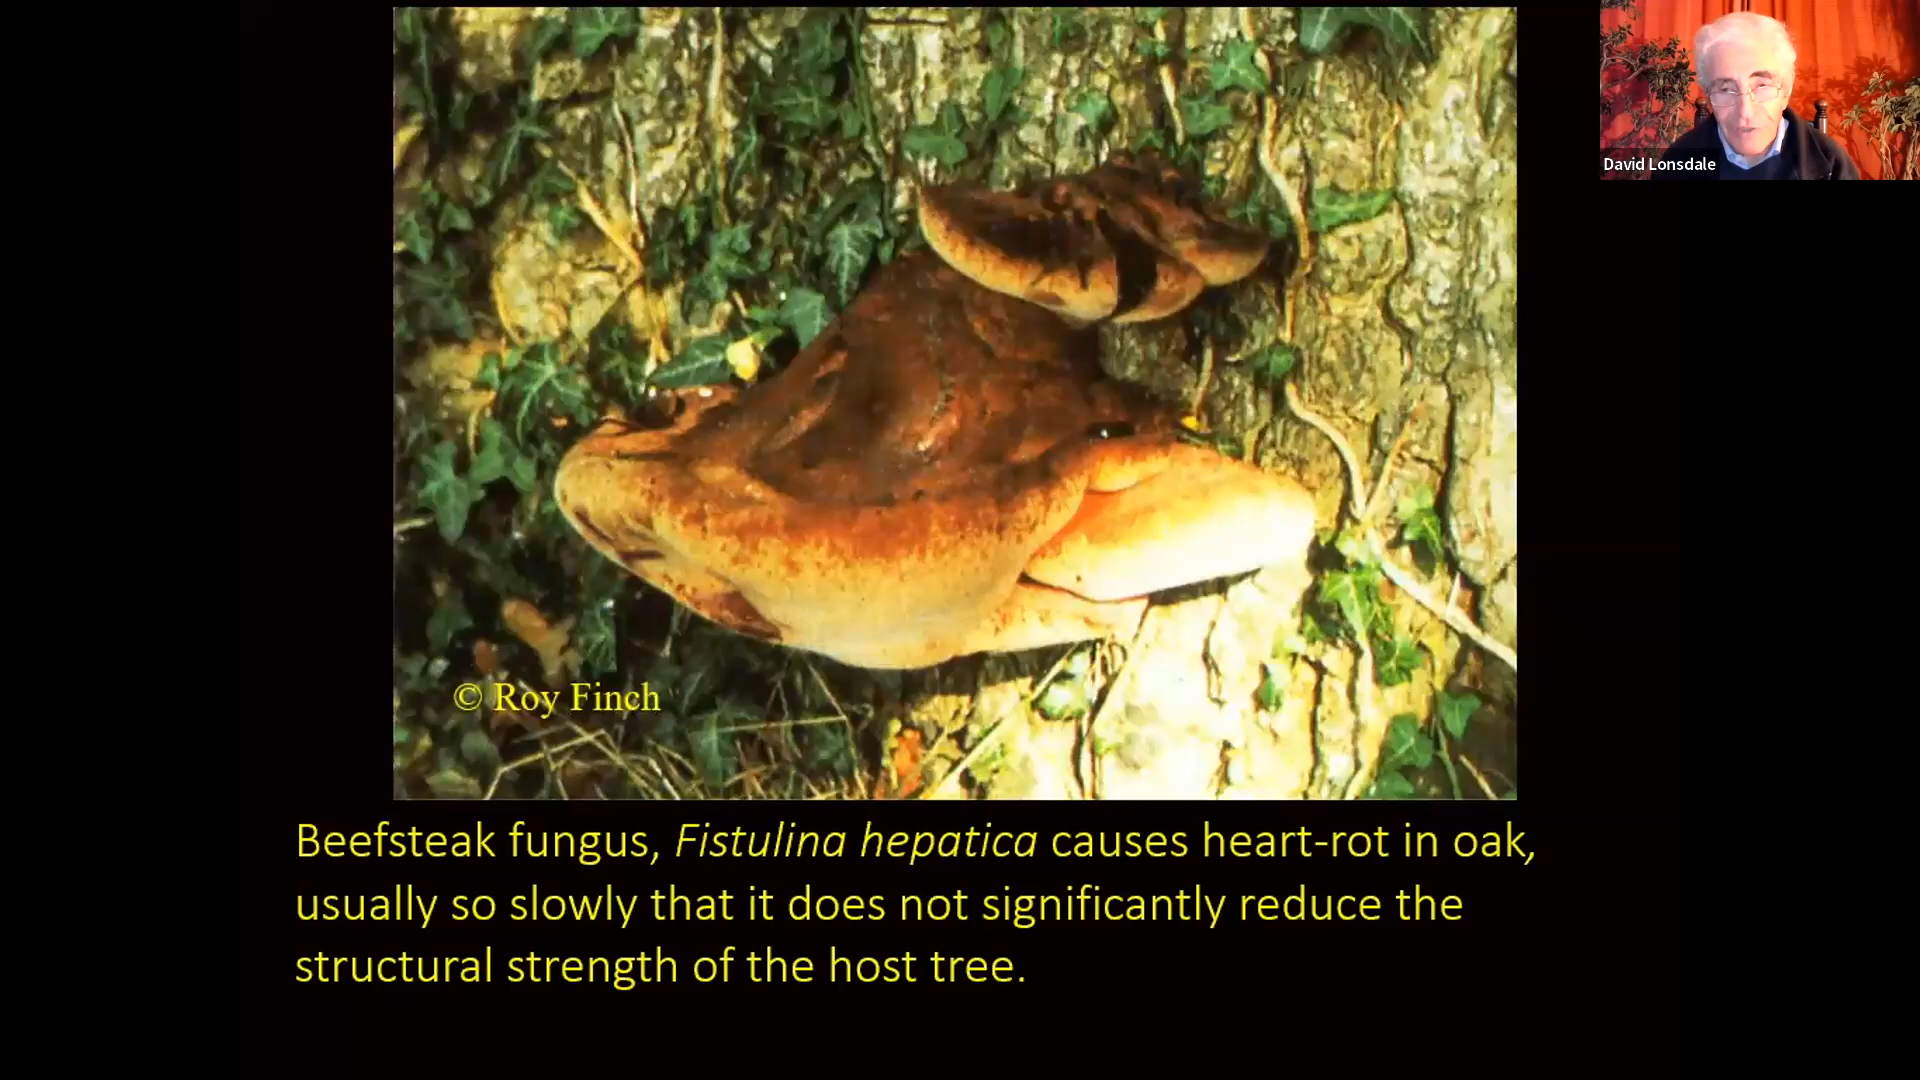 David Lonsdale
© Roy Finch
Beefsteak fungus, Fistulina hepatica causes heart-rot in oak,
usually so slowly that it does not significantly reduce the
structural strength of the host tree.